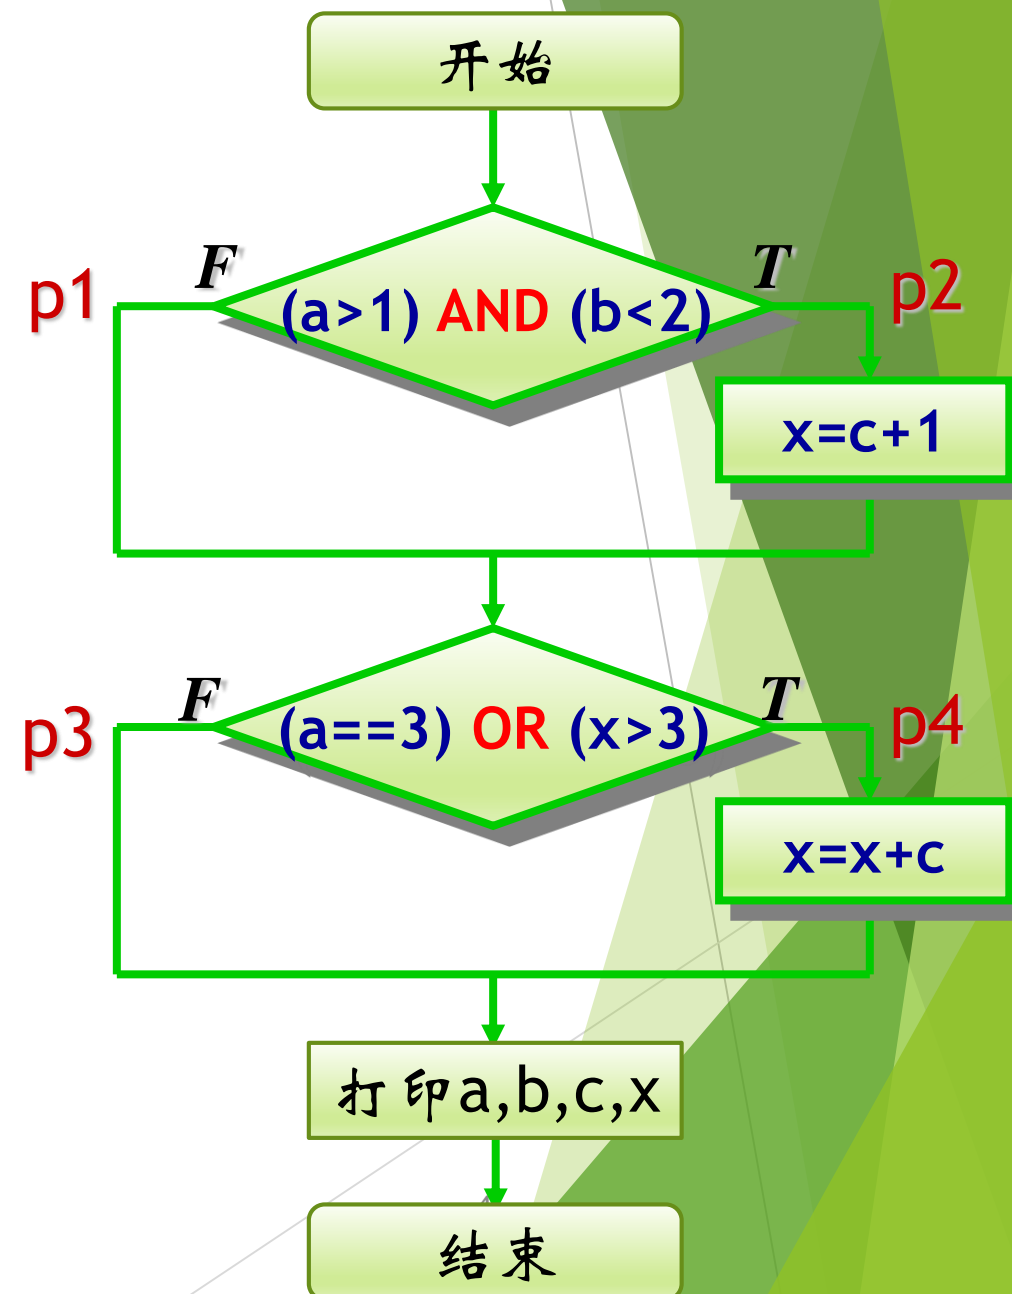 开始
p1 F (a>1) AND (b<2) T p2
x=c+1
p3 F (a==3) OR (x>3) T p4
x=x+c
打印a,b,c,x
结束